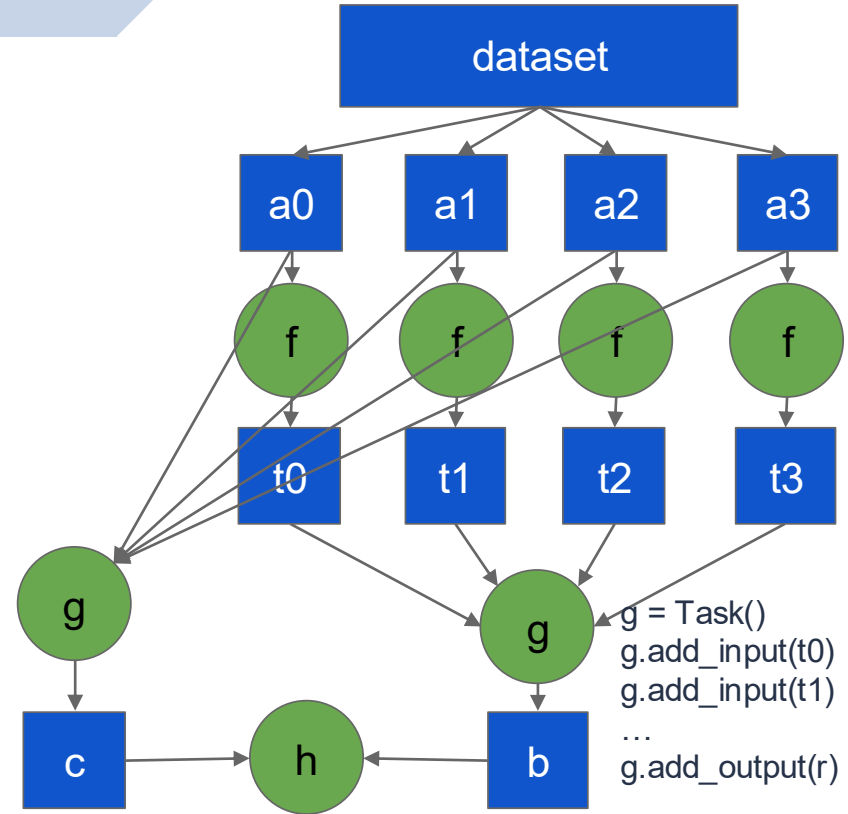 dataset
a0
a1
a2
a3
f
f
f
f
t0
t1
t2
t3
g
g
g = Task()
g.add_input(t0)
g.add_input(t1)
…
g.add_output(r)
c
h
b